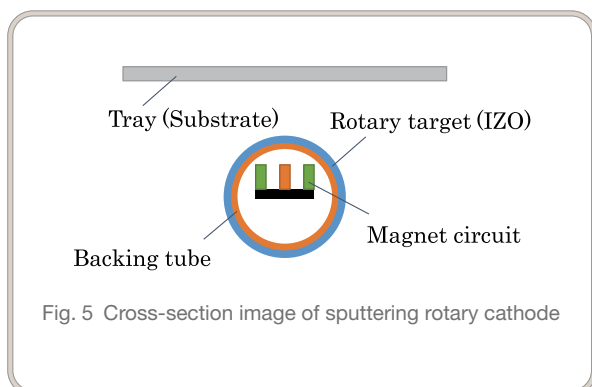 Tray (Substrate)
Rotary target (IZO)
Magnet circuit
Backing tube
Fig. 5 Cross-section image of sputtering rotary cathode